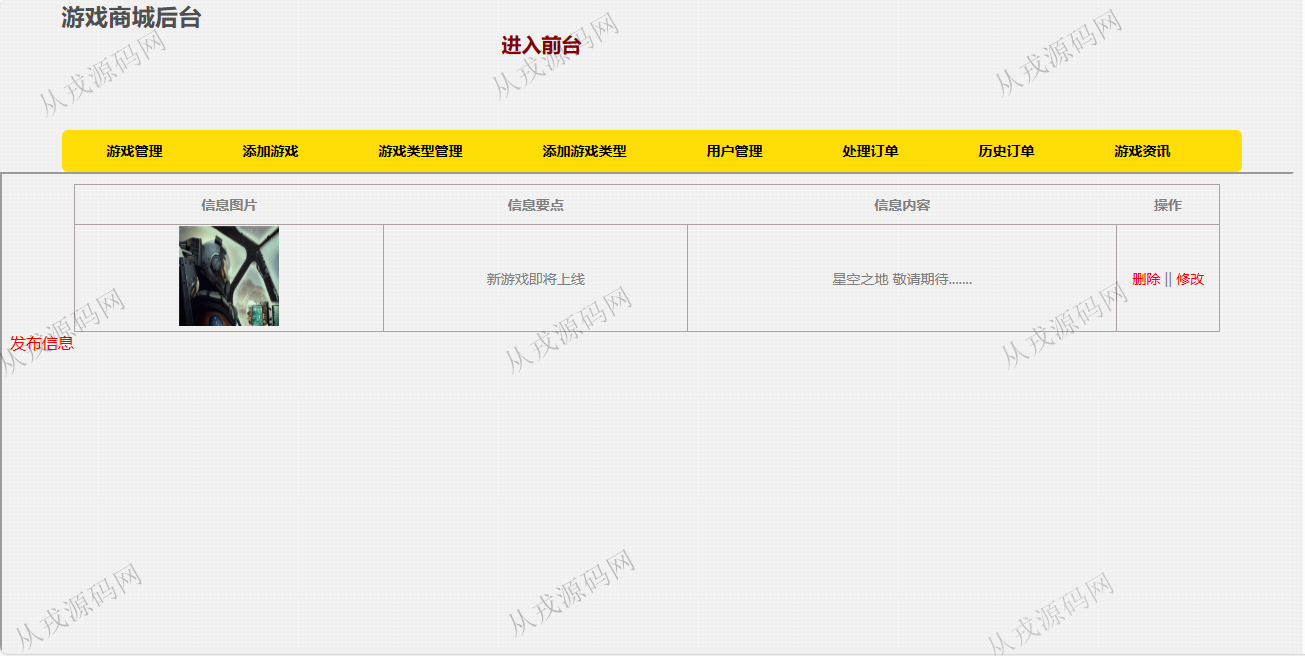 游戏商城后台
进入前台
从戎源码网 从戎源码网 从戎源码网
游戏管理 添加游戏 游戏类型管理 添加游戏类型 用户管理 处理订单 历史订单 游戏资讯
信息图片 信息要点 信息内容 操作
新游戏即将上线 星空之地 敬请期待....... 删除 || 修改
发布信息
从戎源码网 从戎源码网 从戎源码网
从戎源码网 从戎源码网 从戎源码网